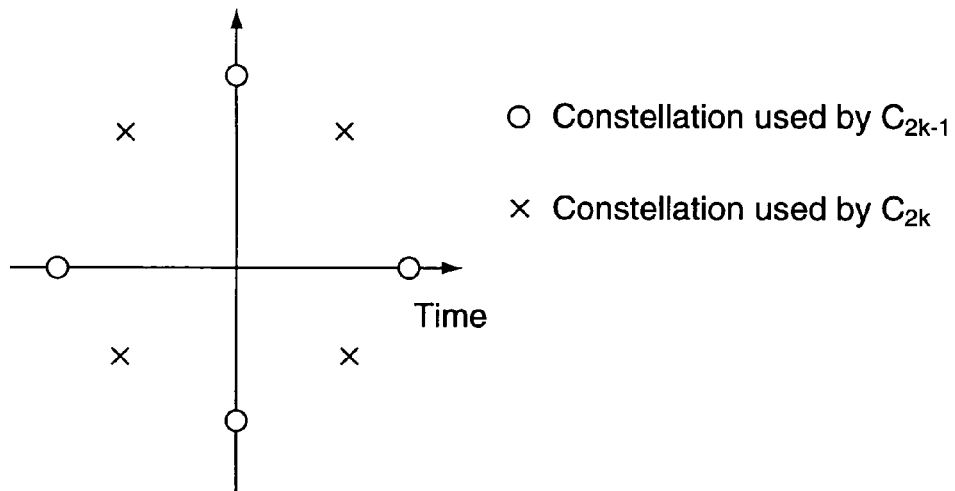 ○ Constellation used by C2k-1
× Constellation used by C2k
Time